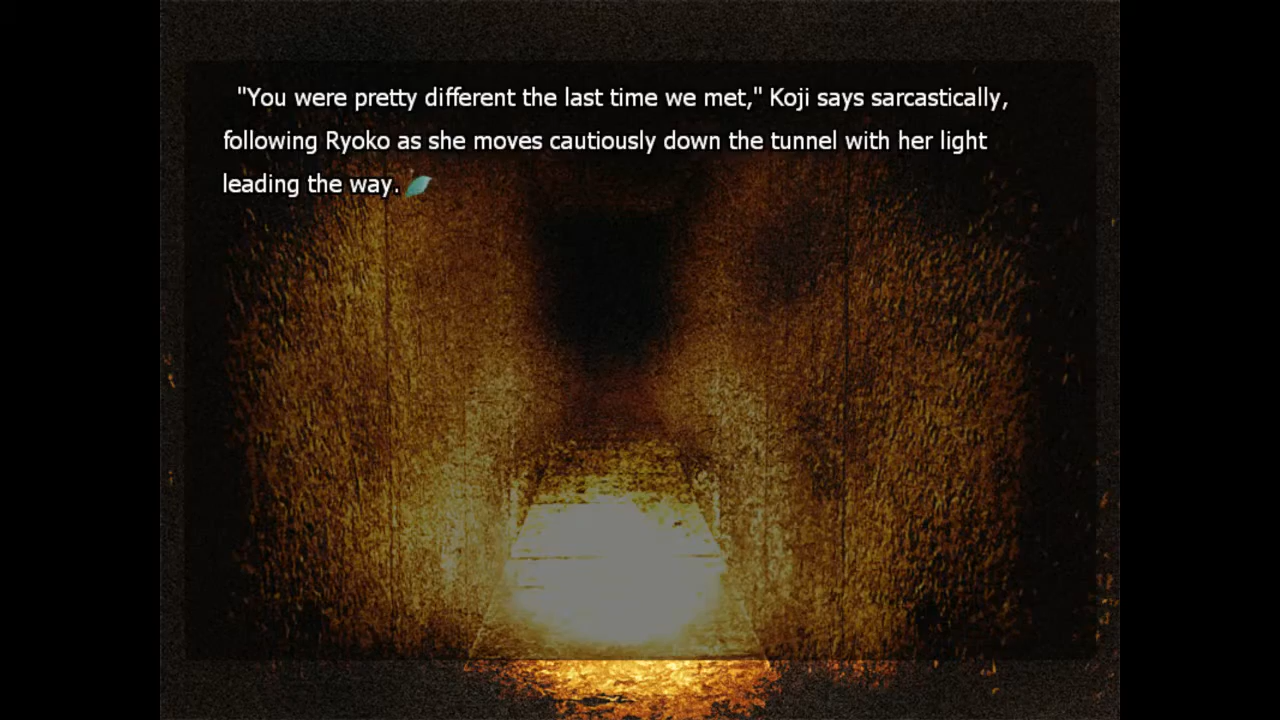 "You were pretty different the last time we met," Koji says sarcastically,
following Ryoko as she moves cautiously down the tunnel with her light
leading the way.